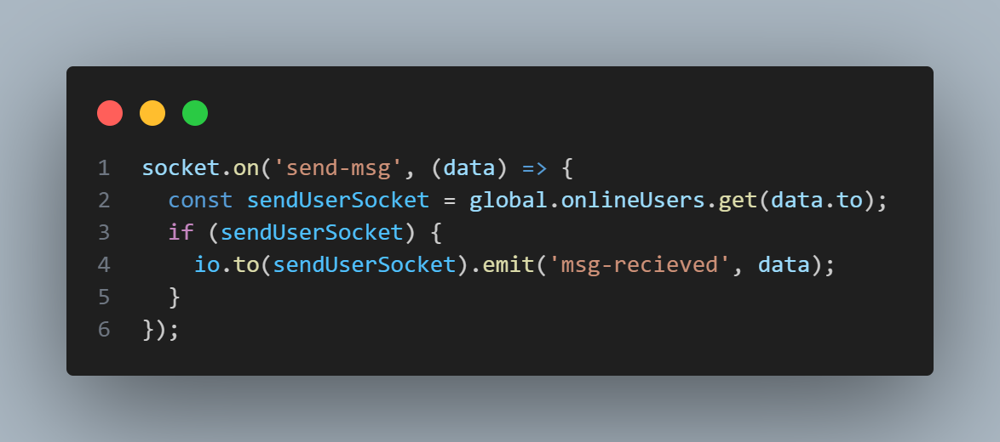 1 socket.on('send-msg', (data) => {
2   const sendUserSocket = global.onlineUsers.get(data.to);
3   if (sendUserSocket) {
4     io.to(sendUserSocket).emit('msg-recieved', data);
5   }
6 });